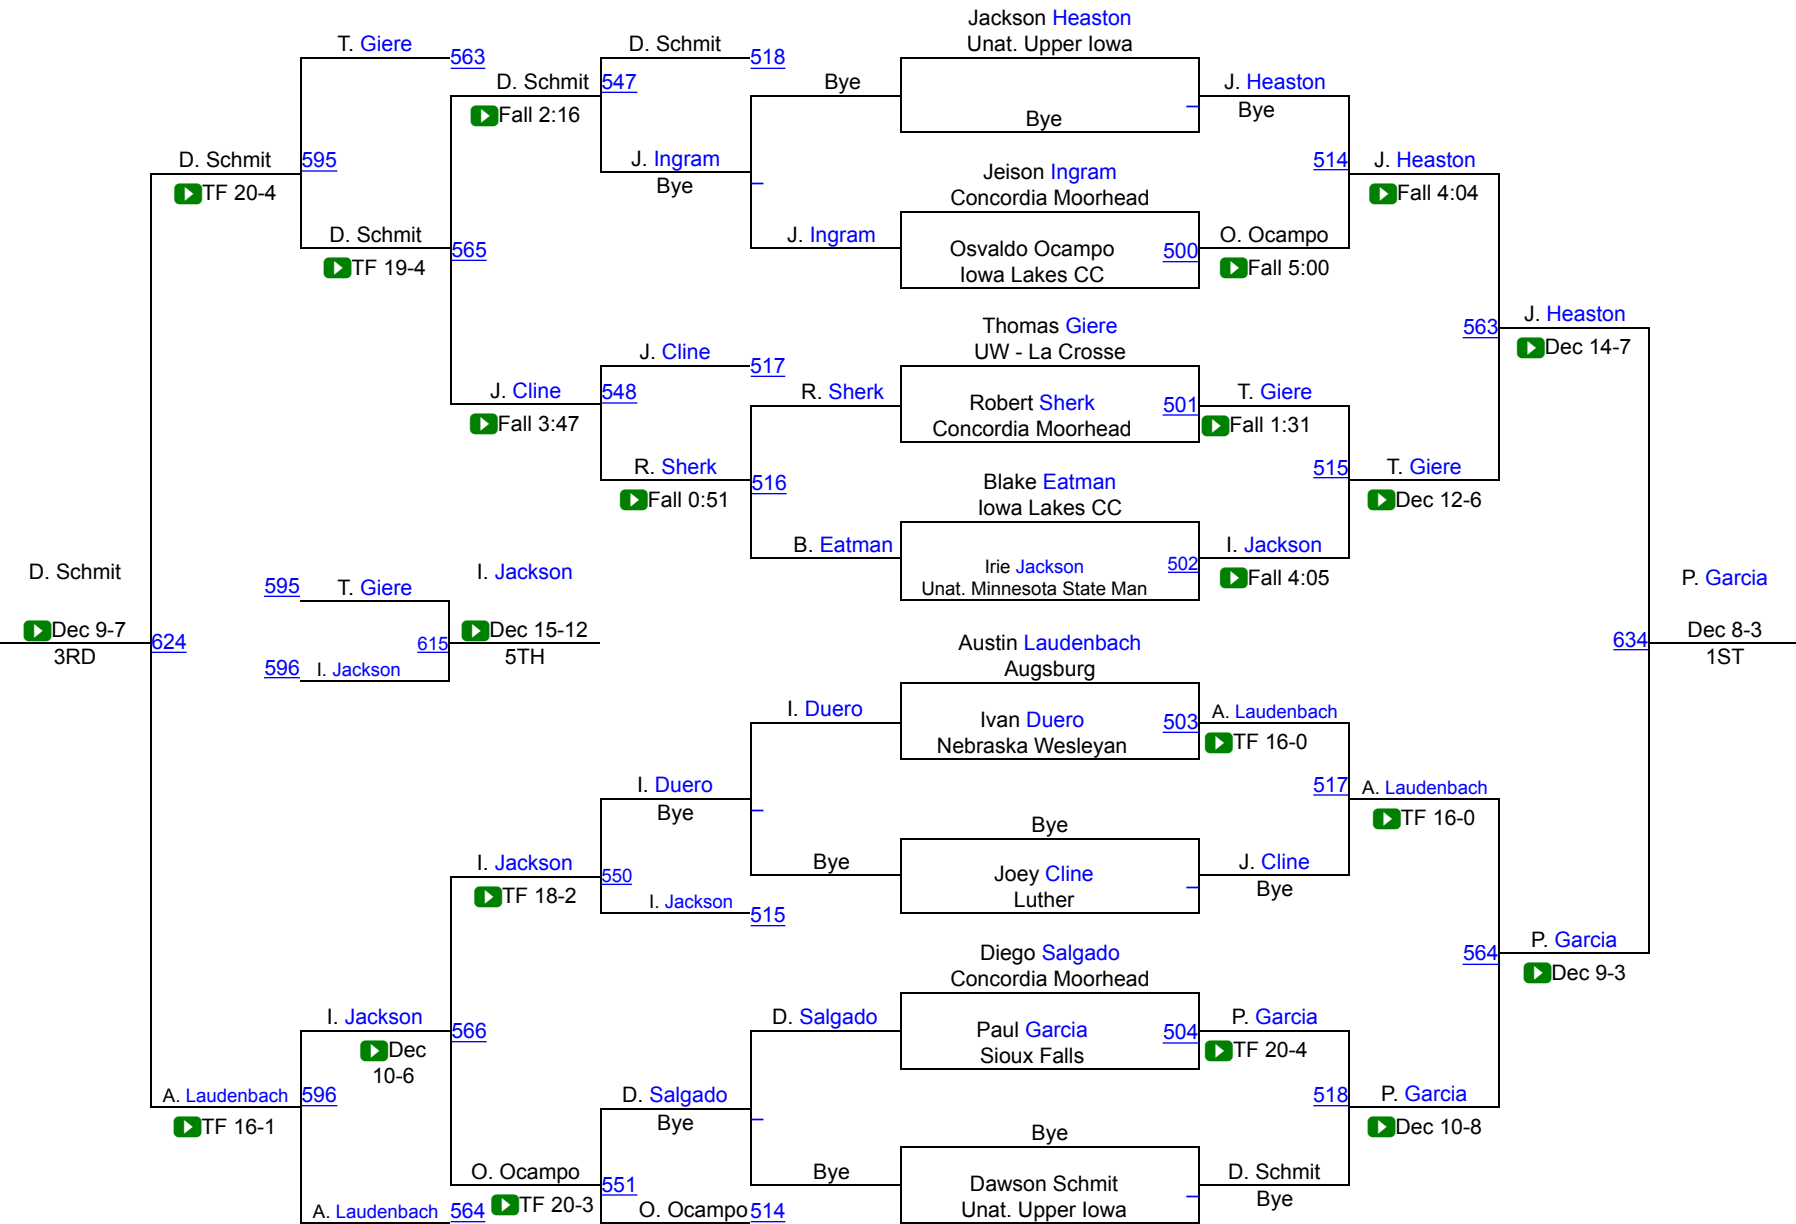 Jackson Heaston
Unat. Upper Iowa
T. Giere
563
D. Schmit
518
D. Schmit
547
Bye
J. Heaston
Fall 2:16
Bye
Bye
D. Schmit
595
J. Ingram
514
J. Heaston
TF 20-4
Bye
Jeison Ingram
Concordia Moorhead
Fall 4:04
D. Schmit
565
J. Ingram
Osvaldo Ocampo
Iowa Lakes CC
500
O. Ocampo
TF 19-4
Fall 5:00
Thomas Giere
UW - La Crosse
563
J. Heaston
Dec 14-7
J. Cline
517
J. Cline
548
R. Sherk
Robert Sherk
Concordia Moorhead
501
T. Giere
Fall 3:47
Fall 1:31
R. Sherk
516
Blake Eatman
Iowa Lakes CC
515
T. Giere
Fall 0:51
Dec 12-6
B. Eatman
Irie Jackson
Unat. Minnesota State Man
502
I. Jackson
Fall 4:05
D. Schmit
595
T. Giere
I. Jackson
P. Garcia
Dec 9-7
3RD
624
615
Dec 15-12
5TH
634
Dec 8-3
1ST
596
I. Jackson
Austin Laudenbach
Augsburg
I. Duero
Ivan Duero
Nebraska Wesleyan
503
A. Laudenbach
TF 16-0
I. Duero
Bye
517
A. Laudenbach
TF 16-0
Bye
I. Jackson
550
Bye
Joey Cline
Luther
J. Cline
Bye
TF 18-2
I. Jackson
515
Diego Salgado
Concordia Moorhead
564
P. Garcia
Dec 9-3
I. Jackson
566
D. Salgado
Paul Garcia
Sioux Falls
504
P. Garcia
Dec
10-6
TF 20-4
A. Laudenbach
596
D. Salgado
518
P. Garcia
TF 16-1
Bye
Bye
Dec 10-8
O. Ocampo
551
Bye
Dawson Schmit
Unat. Upper Iowa
D. Schmit
Bye
A. Laudenbach
564
TF 20-3
O. Ocampo
514